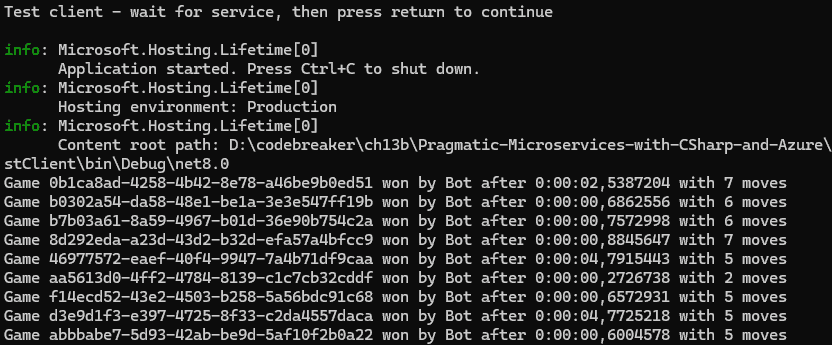 Test client - wait for service, then press return to continue
info: Microsoft.Hosting.Lifetime[0]
Application started. Press Ctrl+C to shut down.
info: Microsoft.Hosting.Lifetime[0]
Hosting environment: Production
info: Microsoft.Hosting.Lifetime[0]
Content root path: D:\codebreaker\ch13b\Pragmatic-Microservices-with-CSharp-and-Azure\
stClient\bin\Debug\net8.0
Game 0b1ca8ad-4258-4b42-8e78-a46be9b0ed51 won by Bot after 0:00:02,5387204 with 7 moves
Game b0302a54-da58-48e1-be1a-3e3e547ff19b won by Bot after 0:00:00,6862556 with 6 moves
Game b7b03a61-8a59-4967-b01d-36e90b754c2a won by Bot after 0:00:00,7572998 with 6 moves
Game 8d292eda-a23d-43d2-b32d-efa57a4bfcc9 won by Bot after 0:00:00,8845647 with 7 moves
Game 46977572-eaef-40f4-9947-7a4b71df9caa won by Bot after 0:00:04,7915443 with 5 moves
Game aa5613d0-4ff2-4784-8139-c1c7cb32cddf won by Bot after 0:00:00,2726738 with 2 moves
Game f14ecd52-43e2-4503-b258-5a56bdc91c68 won by Bot after 0:00:00,6572931 with 5 moves
Game d3e9d1f3-e397-4725-8f33-c2da4557daca won by Bot after 0:00:04,7725218 with 5 moves
Game abbbabe7-5d93-42ab-be9d-5af10f2b0a22 won by Bot after 0:00:00,6004578 with 5 moves